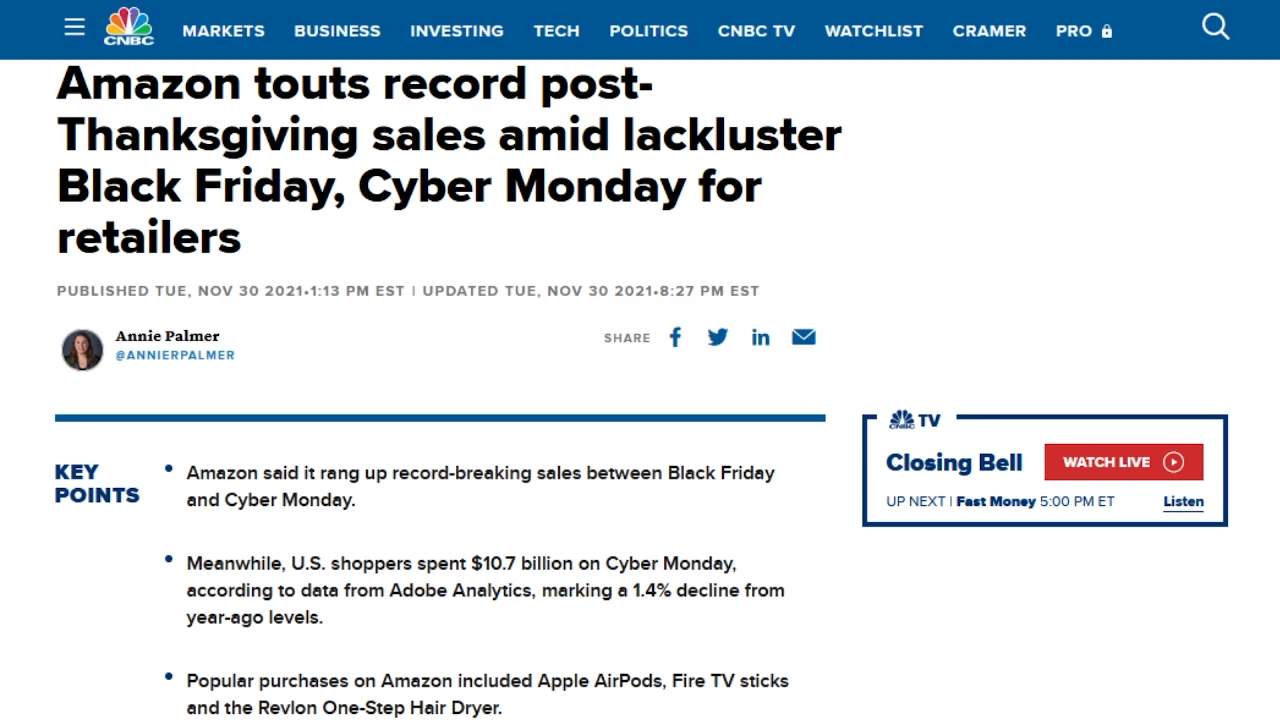 CNBC MARKETS BUSINESS INVESTING TECH POLITICS CNBC TV WATCHLIST CRAMER PRO
Amazon touts record post-
Thanksgiving sales amid lackluster
Black Friday, Cyber Monday for
retailers
PUBLISHED TUE, NOV 30 2021•1:13 PM EST | UPDATED TUE, NOV 30 2021•8:27 PM EST
Annie Palmer
@ANNIERPALMER
SHARE
KEY
POINTS
Amazon said it rang up record-breaking sales between Black Friday
and Cyber Monday.
Meanwhile, U.S. shoppers spent $10.7 billion on Cyber Monday,
according to data from Adobe Analytics, marking a 1.4% decline from
year-ago levels.
Popular purchases on Amazon included Apple AirPods, Fire TV sticks
and the Revlon One-Step Hair Dryer.
CNBC TV
Closing Bell WATCH LIVE
UP NEXT | Fast Money 5:00 PM ET Listen